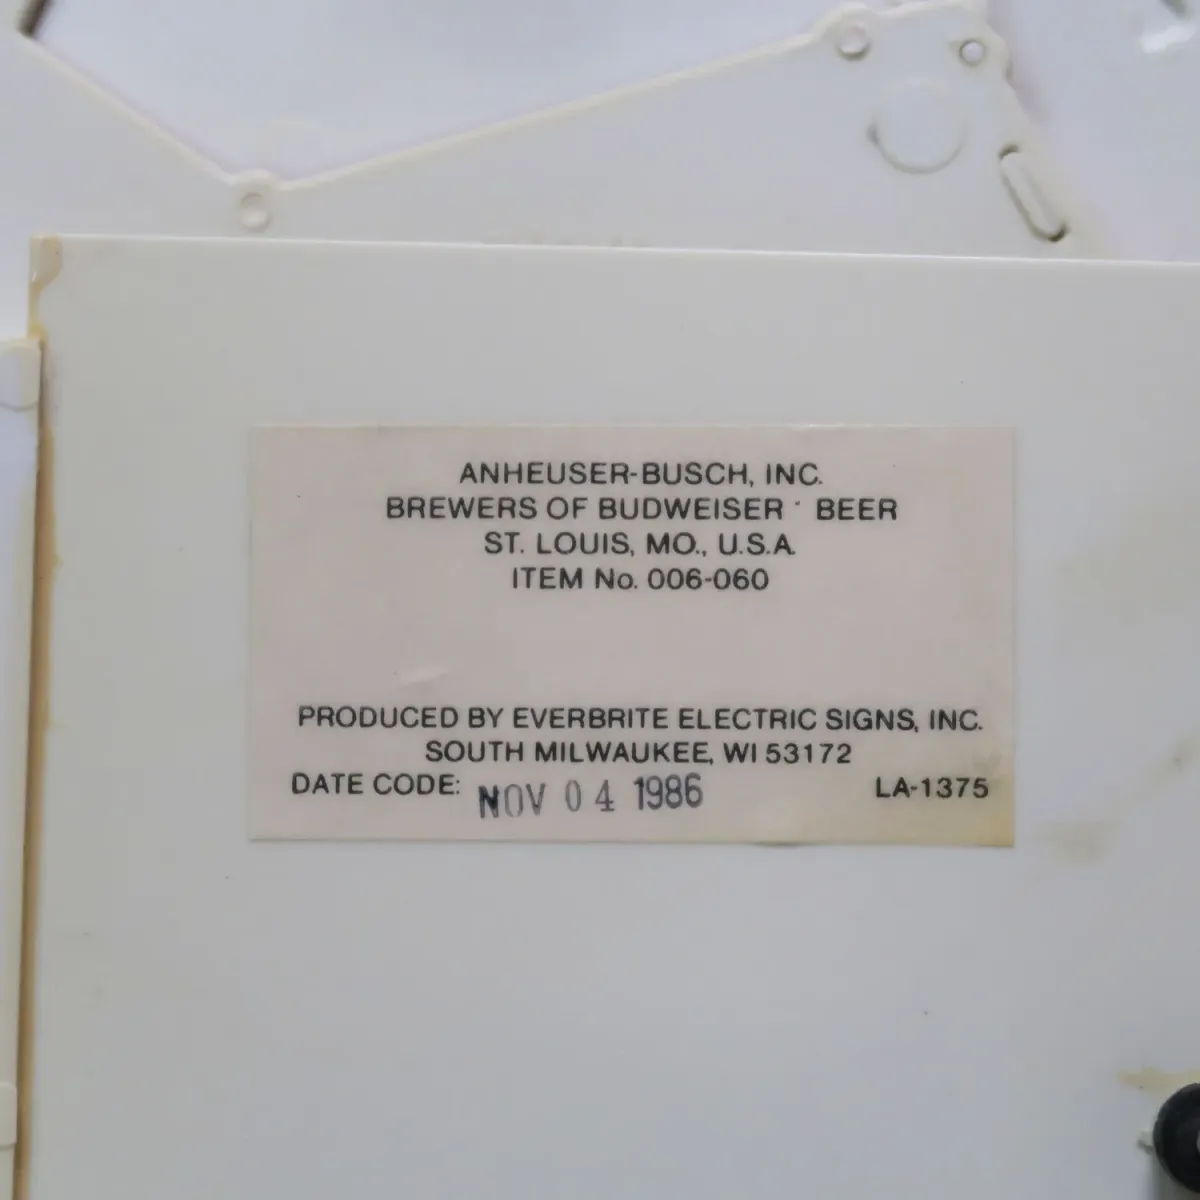 ANHEUSER-BUSCH, INC.
BREWERS OF BUDWEISER · BEER
ST. LOUIS, MO., U.S.A.
ITEM No. 006-060
PRODUCED BY EVERBRITE ELECTRIC SIGNS, INC.
SOUTH MILWAUKEE, WI 53172
DATE CODE: NOV 04 1986 LA-1375